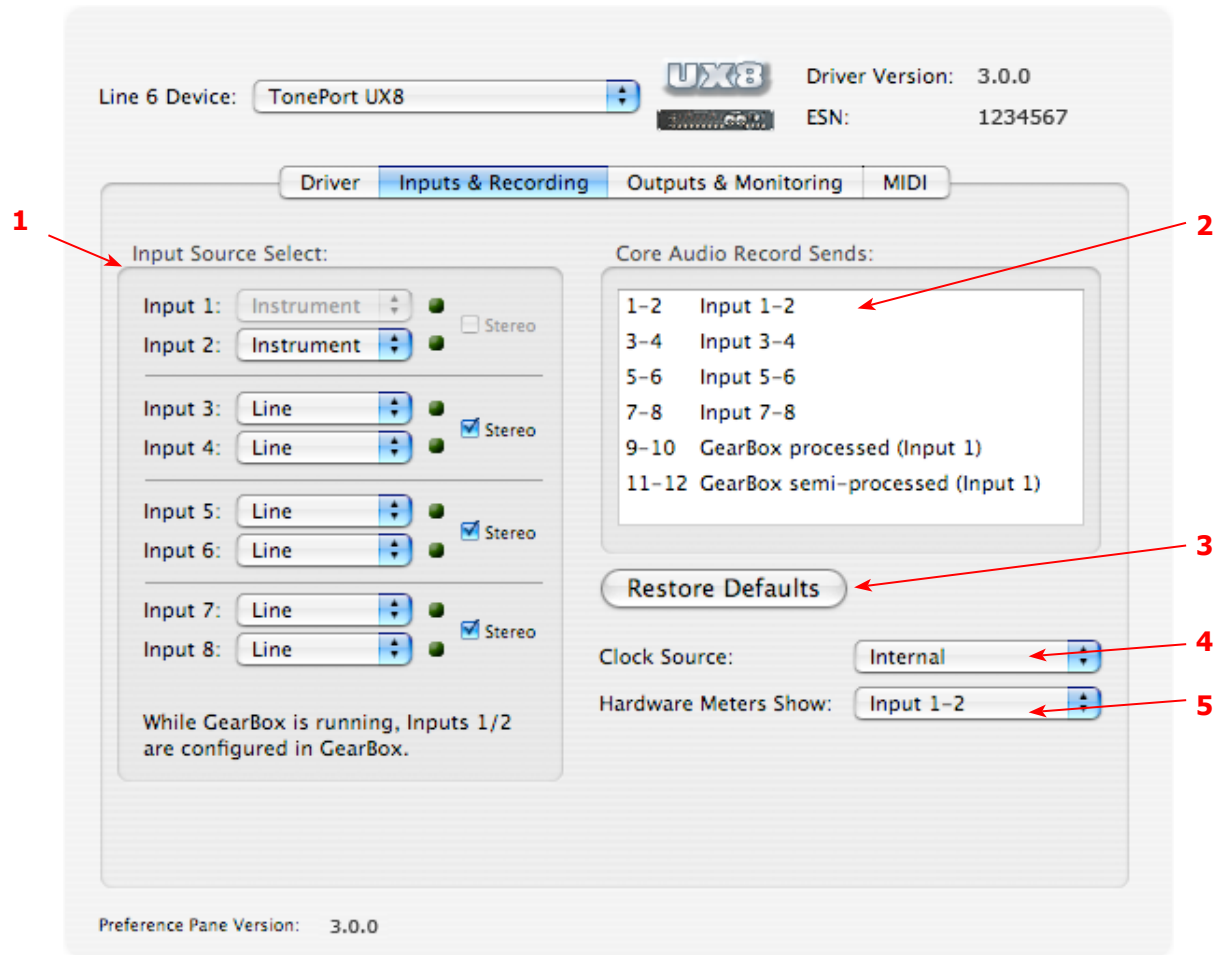 Line 6 Device: TonePort UX8
UX8
Driver Version: 3.0.0
ESN: 1234567
Driver Inputs & Recording Outputs & Monitoring MIDI
1
Input Source Select:
Input 1: Instrument
Input 2: Instrument
Stereo
Input 3: Line
Input 4: Line
Stereo
Input 5: Line
Input 6: Line
Stereo
Input 7: Line
Input 8: Line
Stereo
While GearBox is running, Inputs 1/2
are configured in GearBox.
2
Core Audio Record Sends:
1-2 Input 1-2
3-4 Input 3-4
5-6 Input 5-6
7-8 Input 7-8
9-10 GearBox processed (Input 1)
11-12 GearBox semi-processed (Input 1)
3
Restore Defaults
4
Clock Source: Internal
Hardware Meters Show: Input 1-2
5
Preference Pane Version: 3.0.0